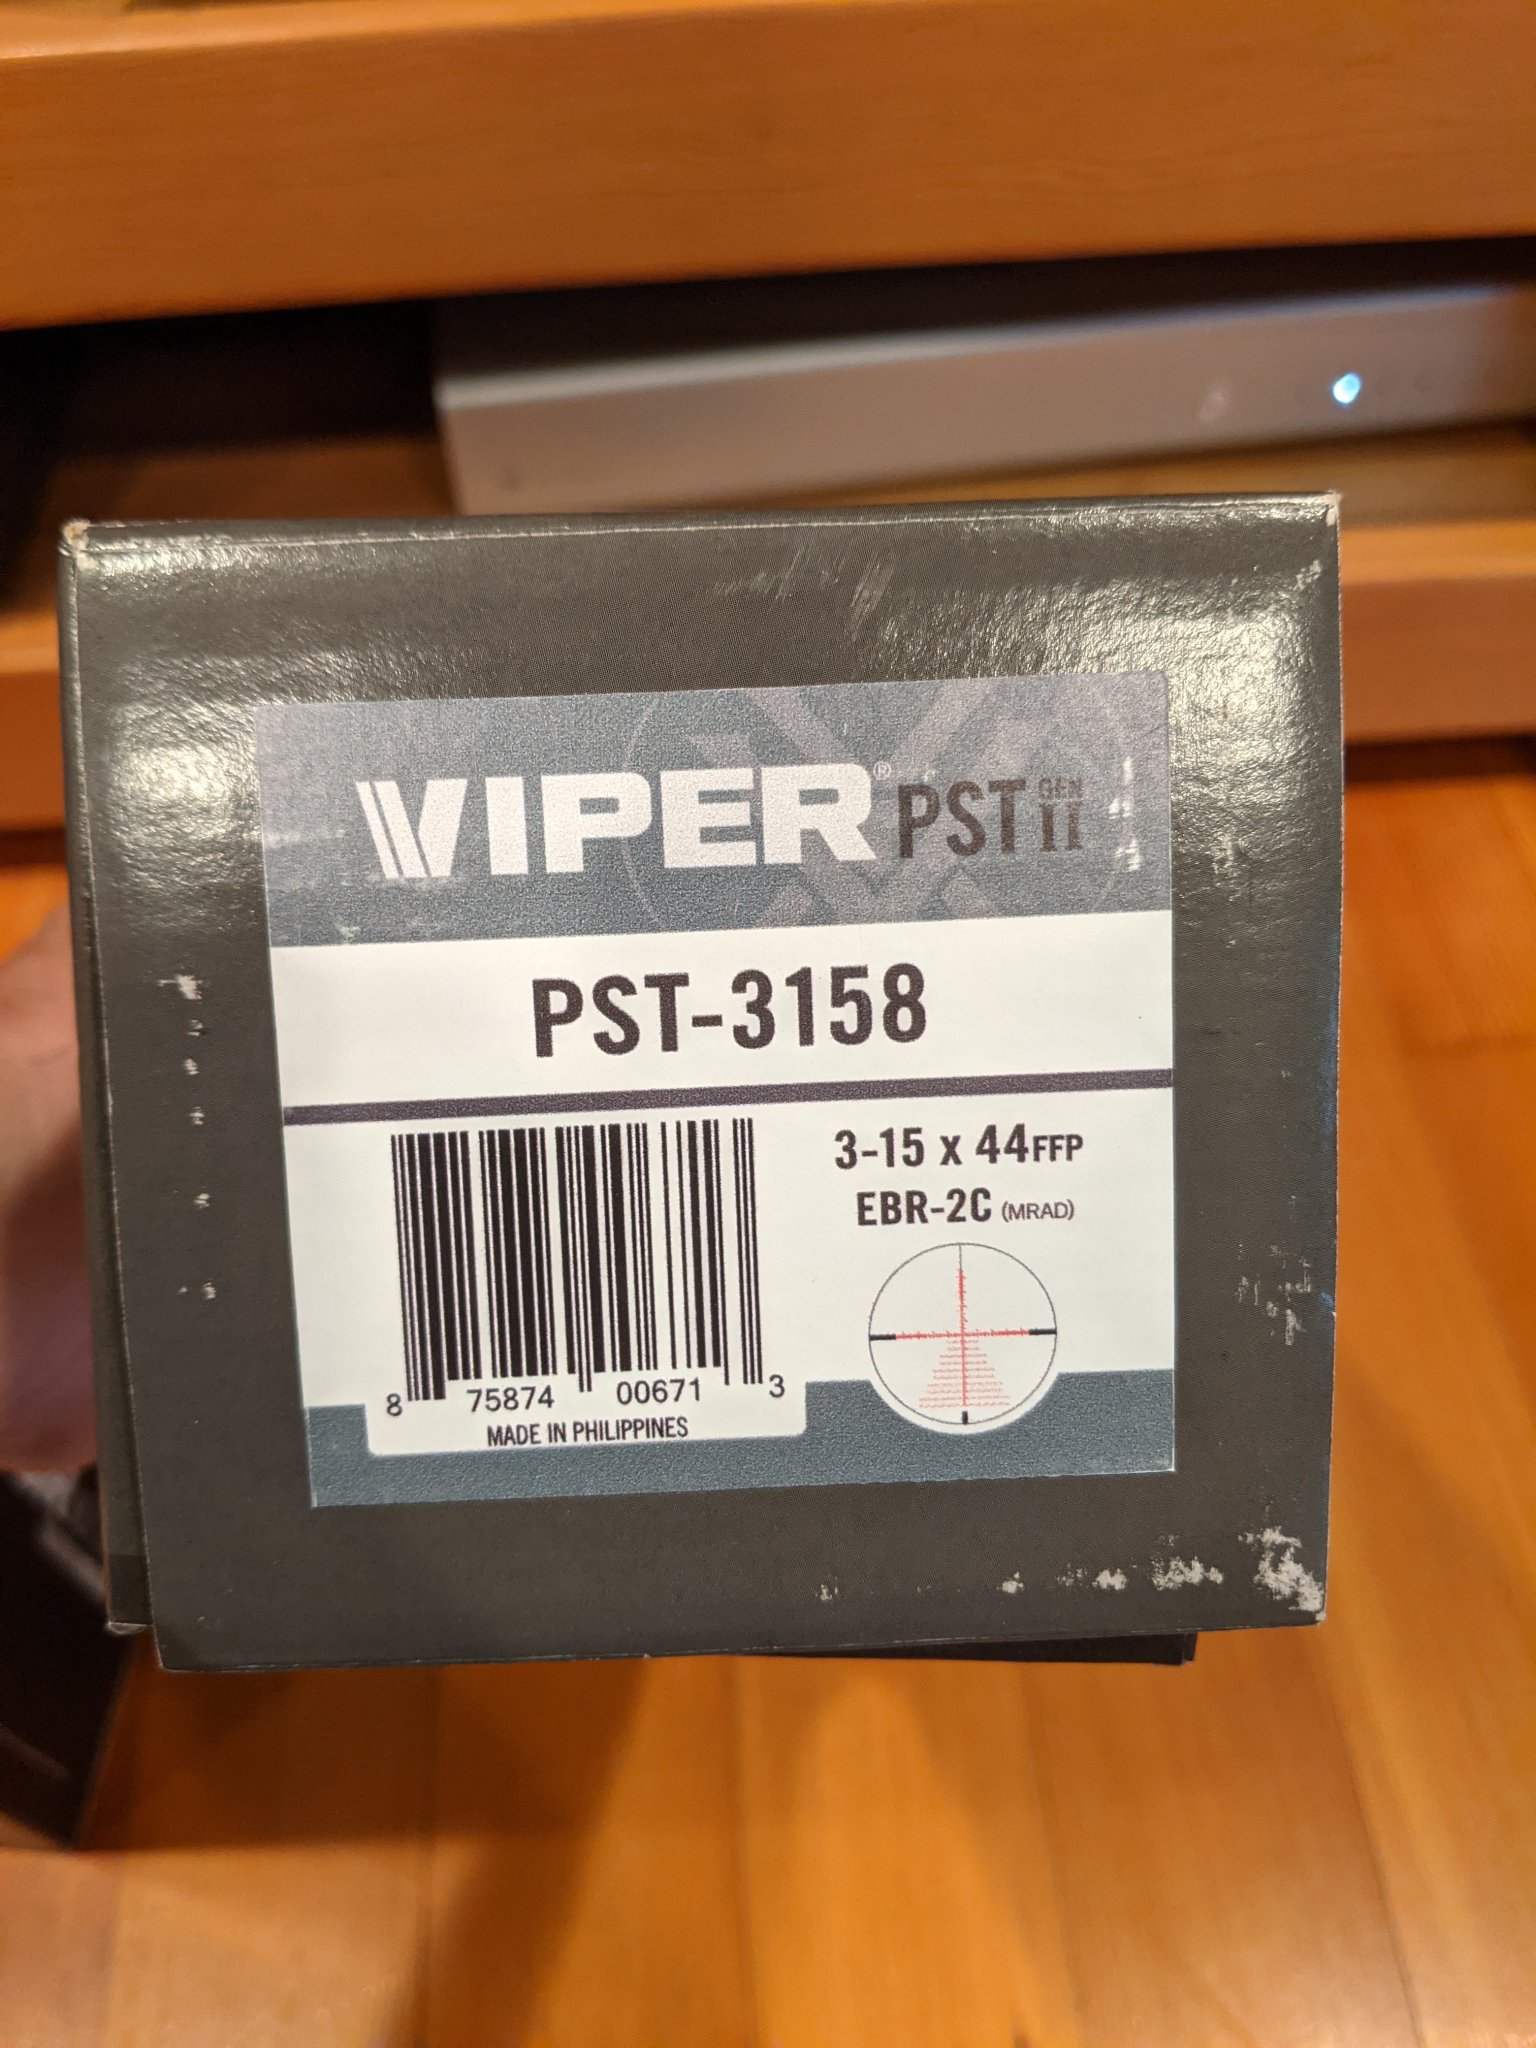 VIPER® PST GEN II
PST-3158
3-15 x 44FFP
EBR-2C (MRAD)
8 75874 00671 3
MADE IN PHILIPPINES